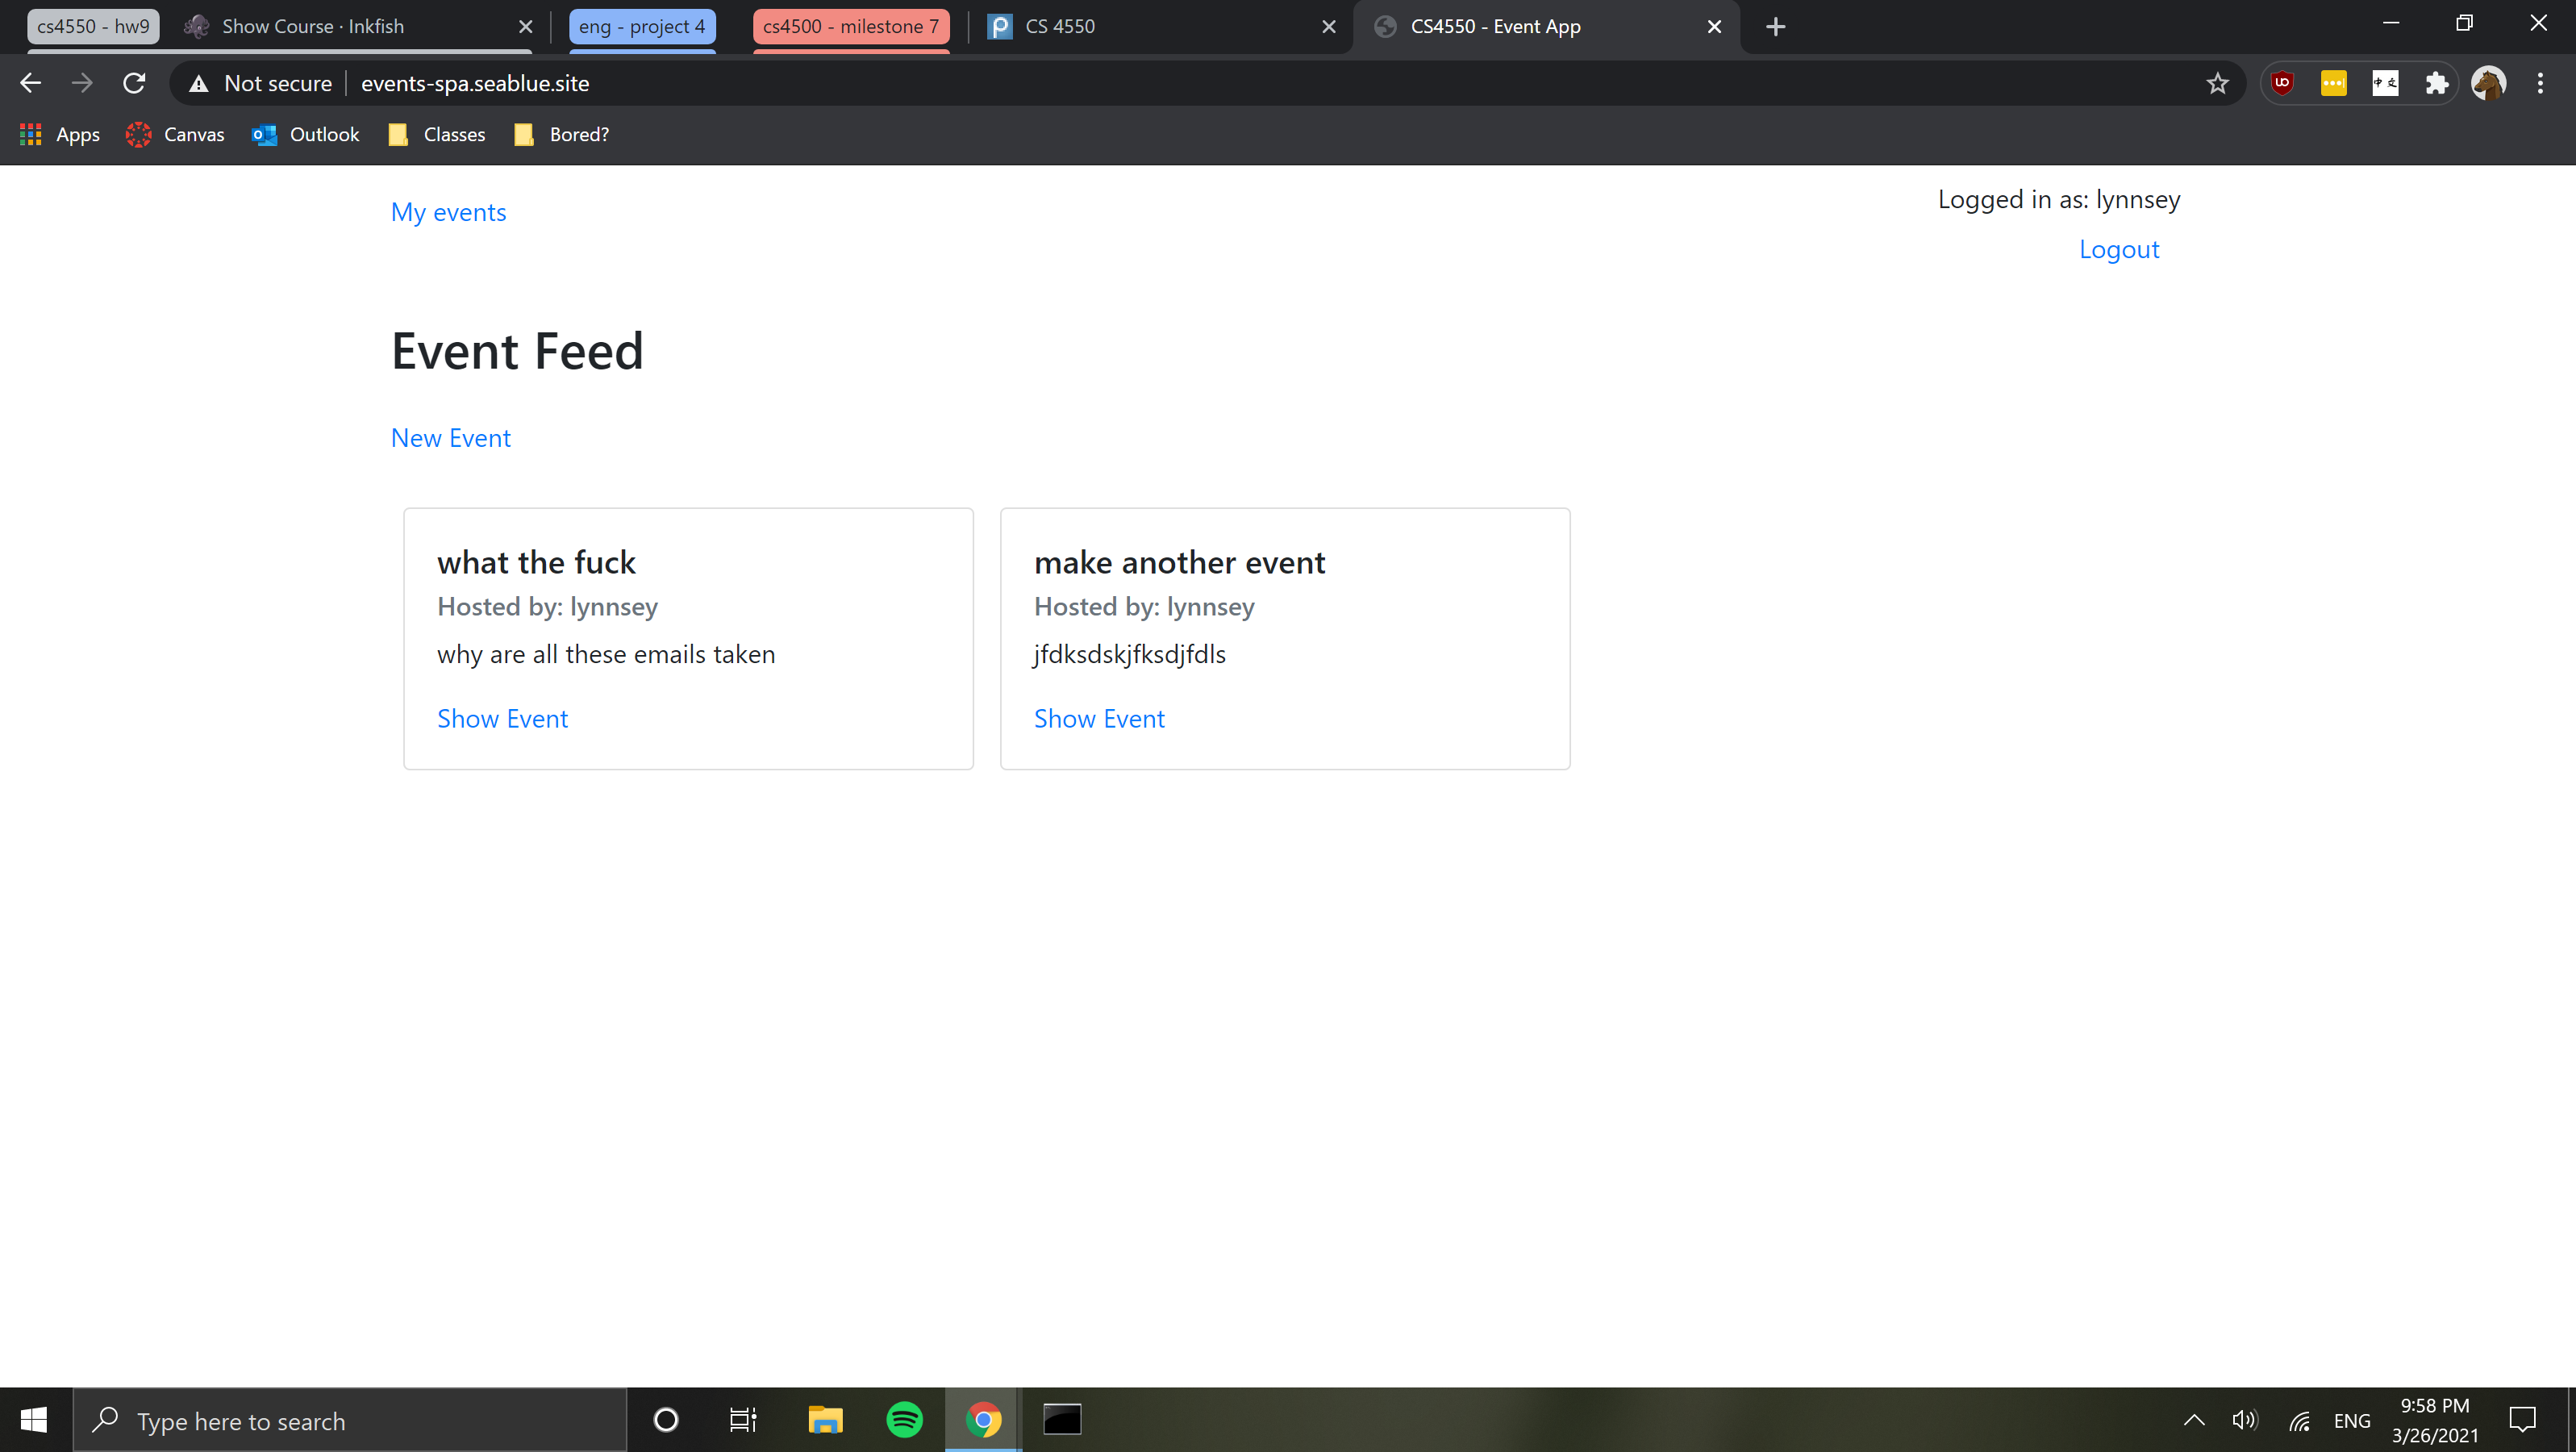 cs4550 - hw9
Show Course · Inkfish
eng - project 4
cs4500 - milestone 7
CS 4550
CS4550 - Event App
Not secure
events-spa.seablue.site
中文
Apps
Canvas
Outlook
Classes
Bored?
My events
Logged in as: lynnsey
Logout
Event Feed
New Event
what the fuck
Hosted by: lynnsey
why are all these emails taken
Show Event
make another event
Hosted by: lynnsey
jfdksdskjfksdjfdls
Show Event
Type here to search
ENG
9:58 PM
3/26/2021